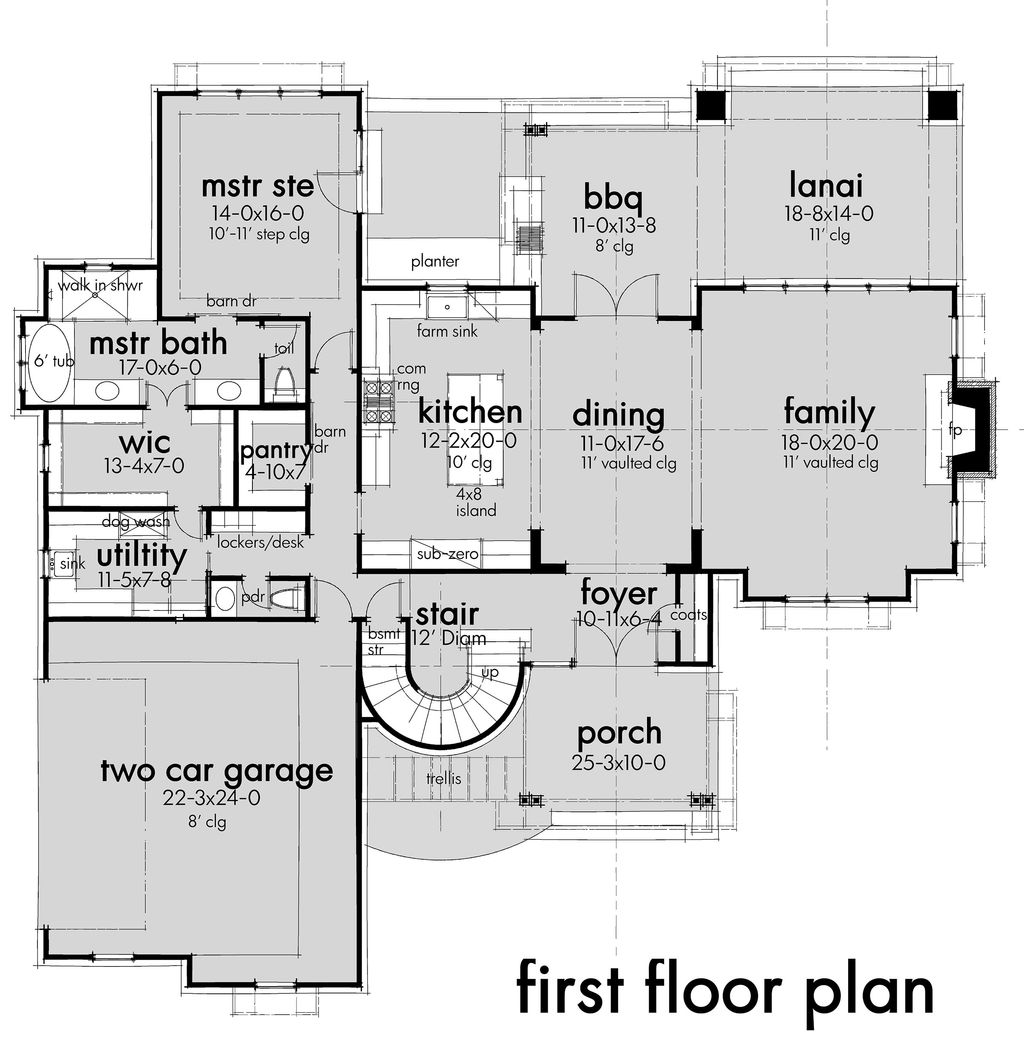 mstr ste
14-0x16-0
10'-11' step clg
bbq
11-0x13-8
8' clg
lanai
18-8x14-0
11' clg
planter
walk in shwr
barn dr
farm sink
mstr bath
17-0x6-0
6' tub
toil
com
rng
kitchen
12-2x20-0
10' clg
4x8
island
dining
11-0x17-6
11' vaulted clg
family
18-0x20-0
11' vaulted clg
fp
wic
13-4x7-0
pantry
4-10x7
barn
dr
dog wash
utiltity
11-5x7-8
sink
lockers/desk
sub-zero
pdr
foyer
10-11x6-4
coats
stair
12' Diam
bsmt
str
up
porch
25-3x10-0
two car garage
22-3x24-0
8' clg
trellis
first floor plan